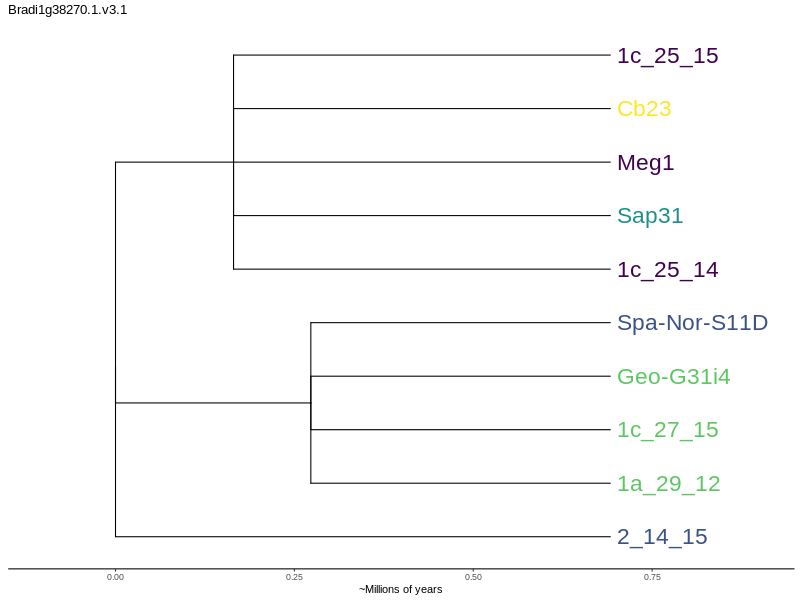 Bradi1g38270.1.v3.1
1c_25_15
Cb23
Meg1
Sap31
1c_25_14
Spa-Nor-S11D
Geo-G31i4
1c_27_15
1a_29_12
2_14_15
0.00 0.25 0.50 0.75
~Millions of years